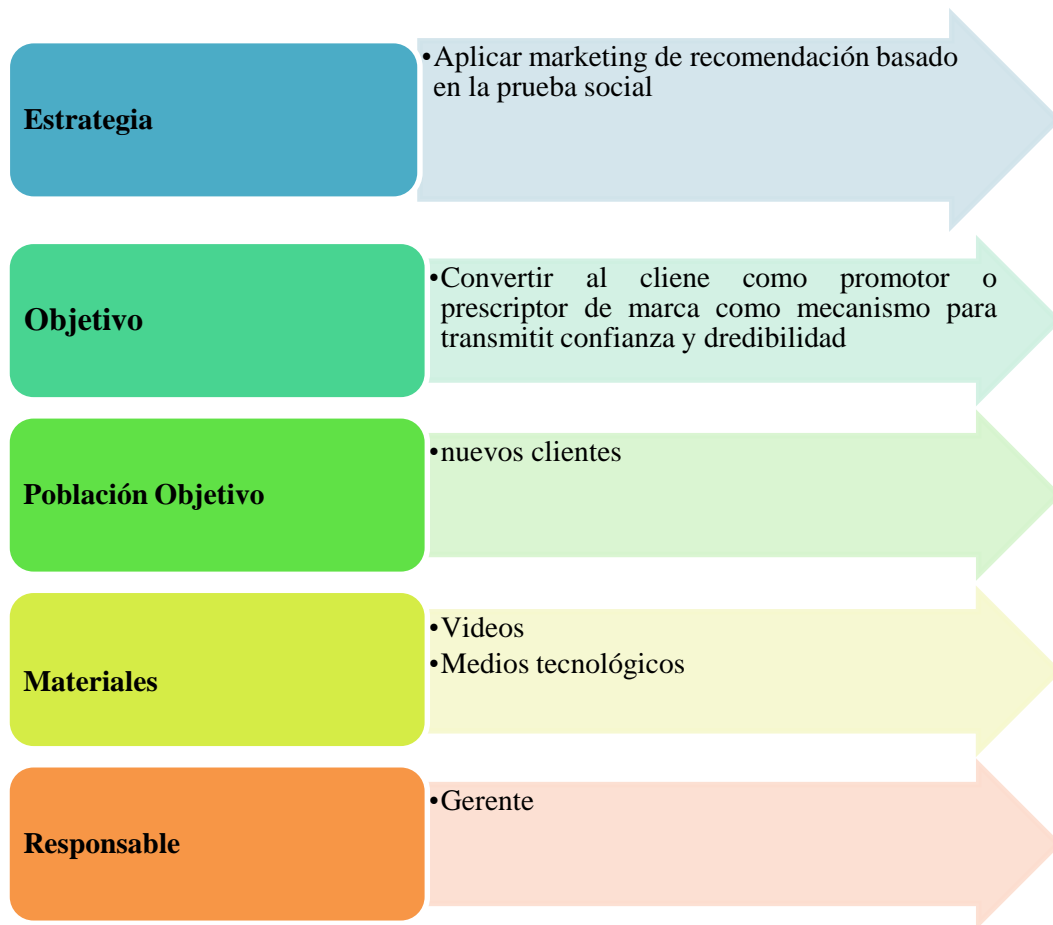 Estrategia
•Aplicar marketing de recomendación basado
en la prueba social
Objetivo
•Convertir al cliene como promotor o
prescriptor de marca como mecanismo para
transmitit confianza y dredibilidad
Población Objetivo
•nuevos clientes
Materiales
•Videos
•Medios tecnológicos
Responsable
•Gerente